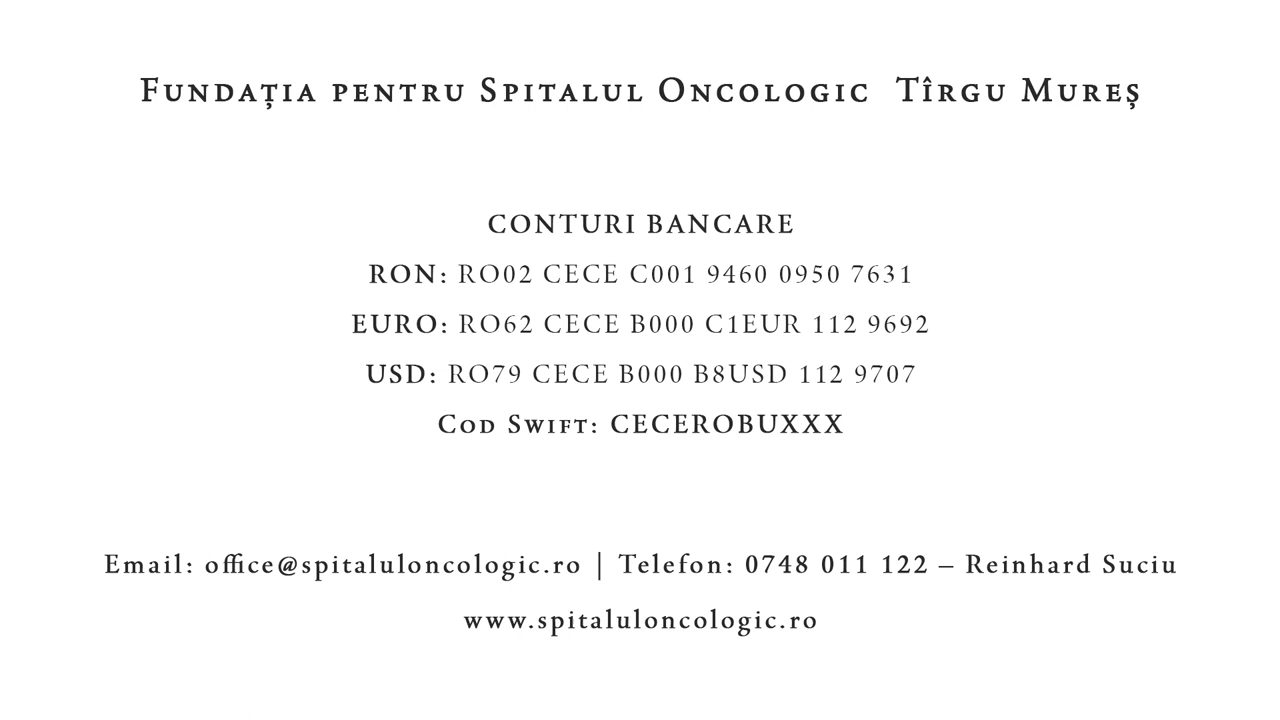 Fundația pentru Spitalul Oncologic Tîrgu Mureș
CONTURI BANCARE
RON: RO02 CECE C001 9460 0950 7631
EURO: RO62 CECE B000 C1EUR 112 9692
USD: RO79 CECE B000 B8USD 112 9707
Cod Swift: CECEROBUXXX
Email: office@spitaluloncologic.ro | Telefon: 0748 011 122 – Reinhard Suciu
www.spitaluloncologic.ro